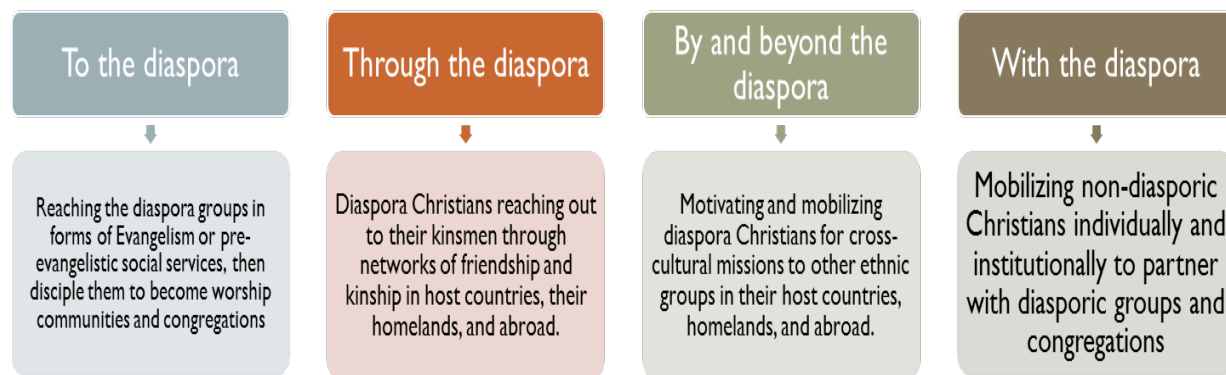 To the diaspora
Reaching the diaspora groups in
forms of Evangelism or pre-
evangelistic social services, then
disciple them to become worship
communities and congregations
Through the diaspora
Diaspora Christians reaching out
to their kinsmen through
networks of friendship and
kinship in host countries, their
homelands, and abroad.
By and beyond the
diaspora
Motivating and mobilizing
diaspora Christians for cross-
cultural missions to other ethnic
groups in their host countries,
homelands, and abroad.
With the diaspora
Mobilizing non-diasporic
Christians individually and
institutionally to partner
with diasporic groups and
congregations